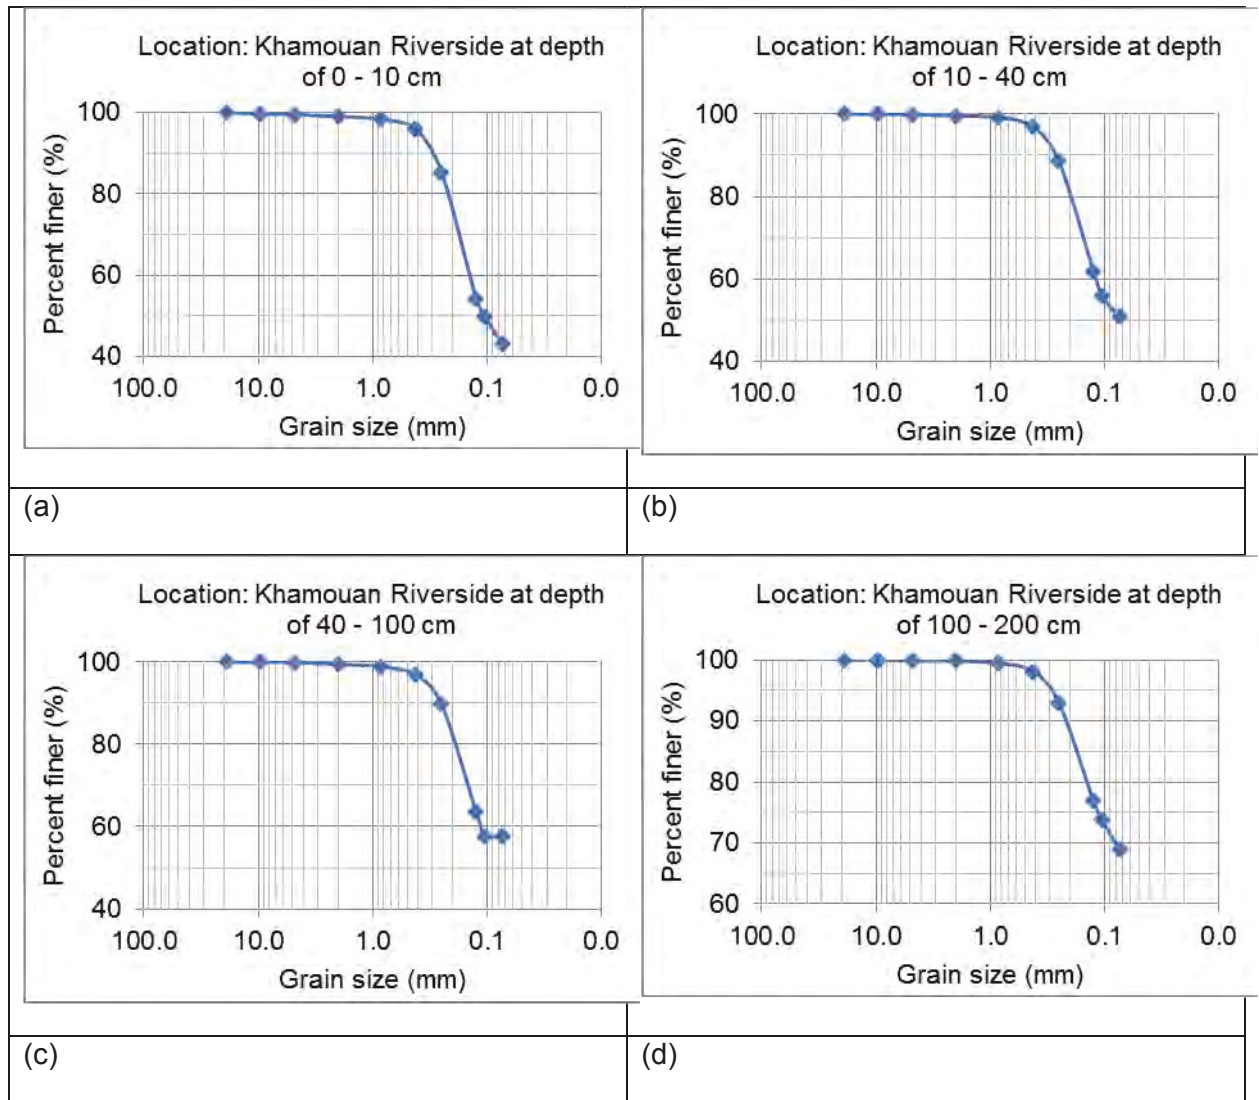 Location: Khamouan Riverside at depth
of 0 - 10 cm
Percent finer (%)
100
80
60
40
100.0 10.0 1.0 0.1 0.0
Grain size (mm)
(a)
Location: Khamouan Riverside at depth
of 10 - 40 cm
Percent finer (%)
100
80
60
40
100.0 10.0 1.0 0.1 0.0
Grain size (mm)
(b)
Location: Khamouan Riverside at depth
of 40 - 100 cm
Percent finer (%)
100
80
60
40
100.0 10.0 1.0 0.1 0.0
Grain size (mm)
(c)
Location: Khamouan Riverside at depth
of 100 - 200 cm
Percent finer (%)
100
90
80
70
60
100.0 10.0 1.0 0.1 0.0
Grain size (mm)
(d)